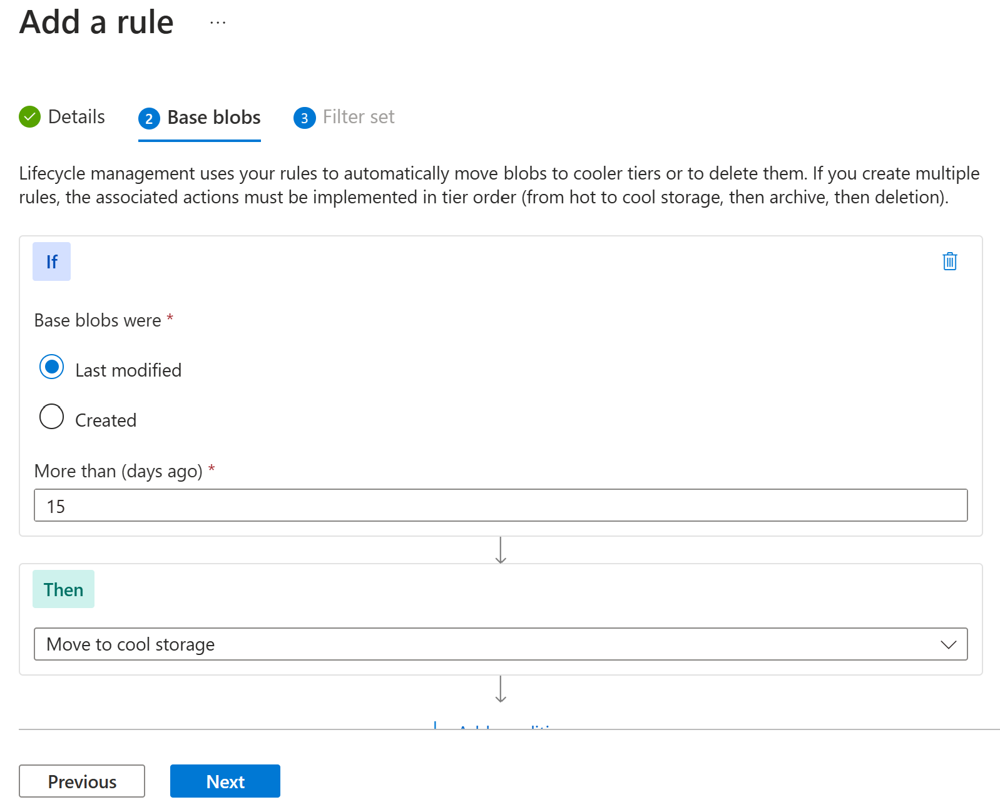 Add a rule ...
Details
2 Base blobs
3 Filter set
Lifecycle management uses your rules to automatically move blobs to cooler tiers or to delete them. If you create multiple
rules, the associated actions must be implemented in tier order (from hot to cool storage, then archive, then deletion).
If
Base blobs were *
Last modified
Created
More than (days ago) *
15
Then
Move to cool storage
Previous
Next